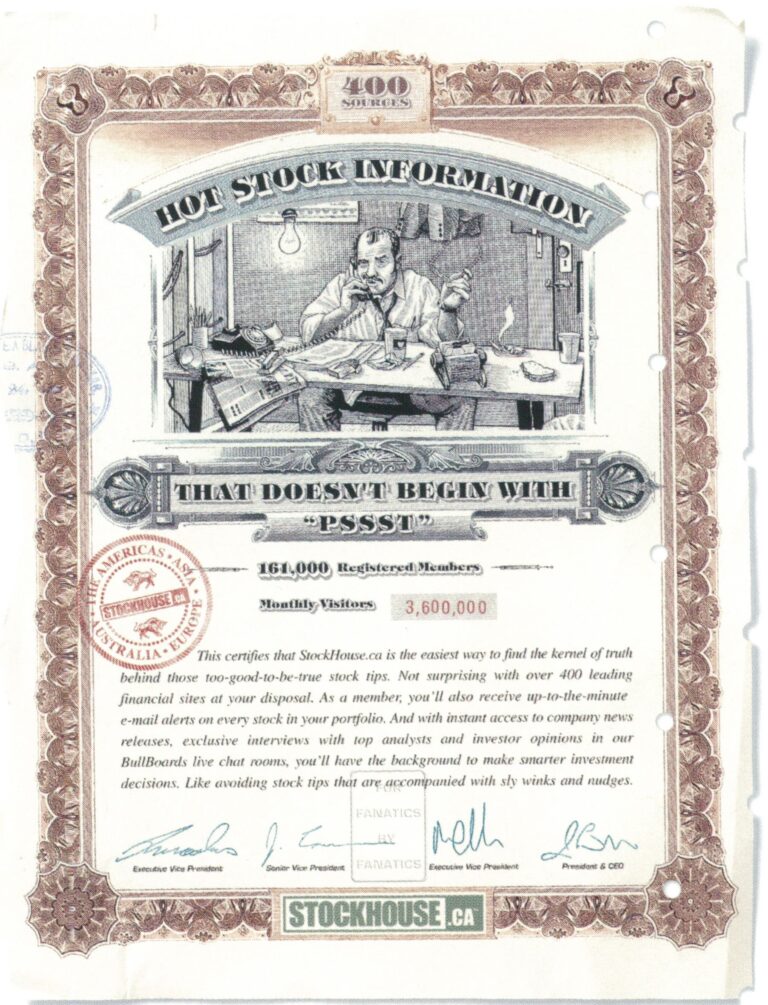 400
SOURCES
HOT STOCK INFORMATION
THAT DOESN'T BEGIN WITH
"PSSST"
161,000 Registered Members
Monthly Visitors 3,600,000
THE AMERICAS • ASIA
STOCKHOUSE.CA
AUSTRALIA • EUROPE
This certifies that StockHouse.ca is the easiest way to find the kernel of truth
behind those too-good-to-be-true stock tips. Not surprising with over 400 leading
financial sites at your disposal. As a member, you'll also receive up-to-the-minute
e-mail alerts on every stock in your portfolio. And with instant access to company news
releases, exclusive interviews with top analysts and investor opinions in our
BullBoards live chat rooms, you'll have the background to make smarter investment
decisions. Like avoiding stock tips that are accompanied with sly winks and nudges.
FOR
FANATICS
BY
FANATICS
Executive Vice President
Senior Vice President
Executive Vice President
President & CEO
STOCKHOUSE.CA